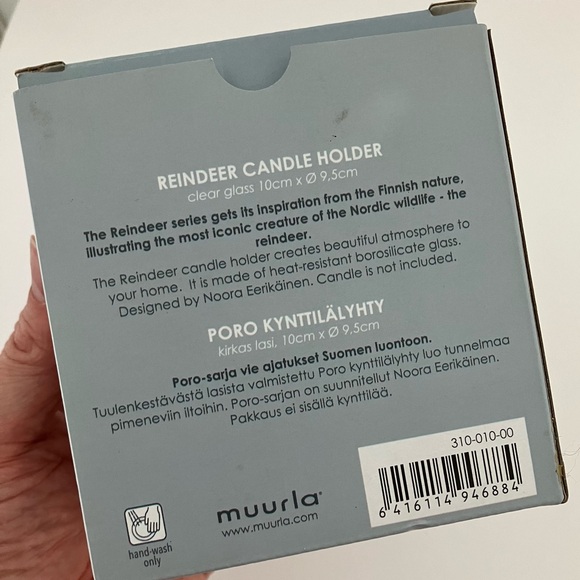 REINDEER CANDLE HOLDER
clear glass 10cm x Ø 9,5cm
The Reindeer series gets its inspiration from the Finnish nature,
illustrating the most iconic creature of the Nordic wildlife - the
reindeer.
The Reindeer candle holder creates beautiful atmosphere to
your home. It is made of heat-resistant borosilicate glass.
Designed by Noora Eerikäinen. Candle is not included.
PORO KYNTTILÄLYHTY
kirkas lasi, 10cm x Ø 9,5cm
Poro-sarja vie ajatukset Suomen luontoon.
Tuulenkestävästä lasista valmistettu Poro kynttilälyhty luo tunnelmaa
pimeneviin iltoihin. Poro-sarjan on suunnitellut Noora Eerikäinen.
Pakkaus ei sisällä kynttilää.
310-010-00
6 416114 946884
muurla®
www.muurla.com
hand-wash
only